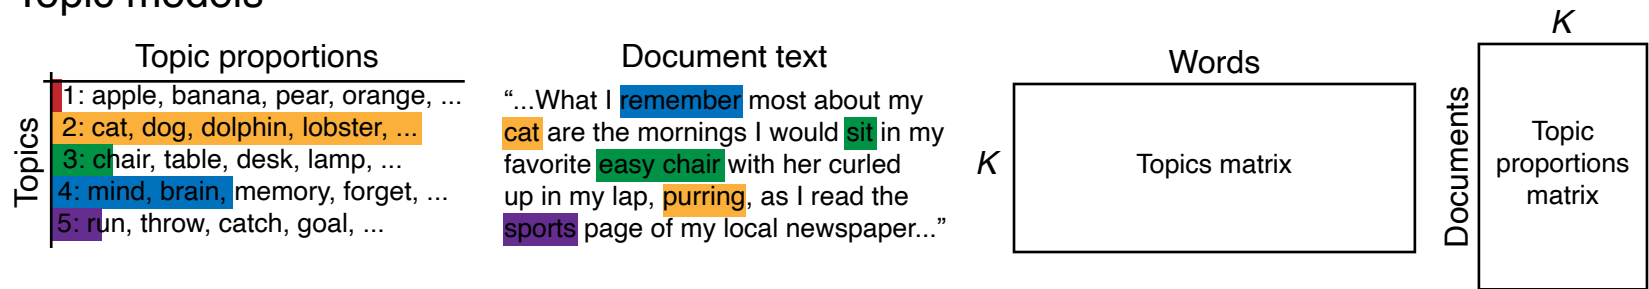 Topic models
Topic proportions
Topics
1: apple, banana, pear, orange, ...
2: cat, dog, dolphin, lobster, ...
3: chair, table, desk, lamp, ...
4: mind, brain, memory, forget, ...
5: run, throw, catch, goal, ...
Document text
“...What I remember most about my
cat are the mornings I would sit in my
favorite easy chair with her curled
up in my lap, purring, as I read the
sports page of my local newspaper...”
Words
K
Topics matrix
K
Documents
Topic
proportions
matrix